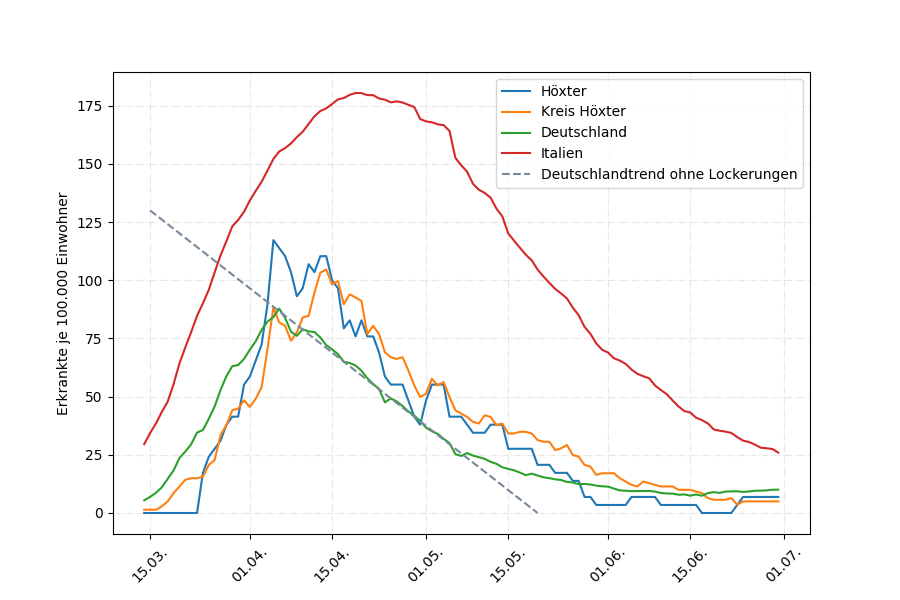 Höxter
Kreis Höxter
Deutschland
Italien
Deutschlandtrend ohne Lockerungen
Erkrankte je 100.000 Einwohner
175
150
125
100
75
50
25
0
15.03.
01.04.
15.04.
01.05.
15.05.
01.06.
15.06.
01.07.